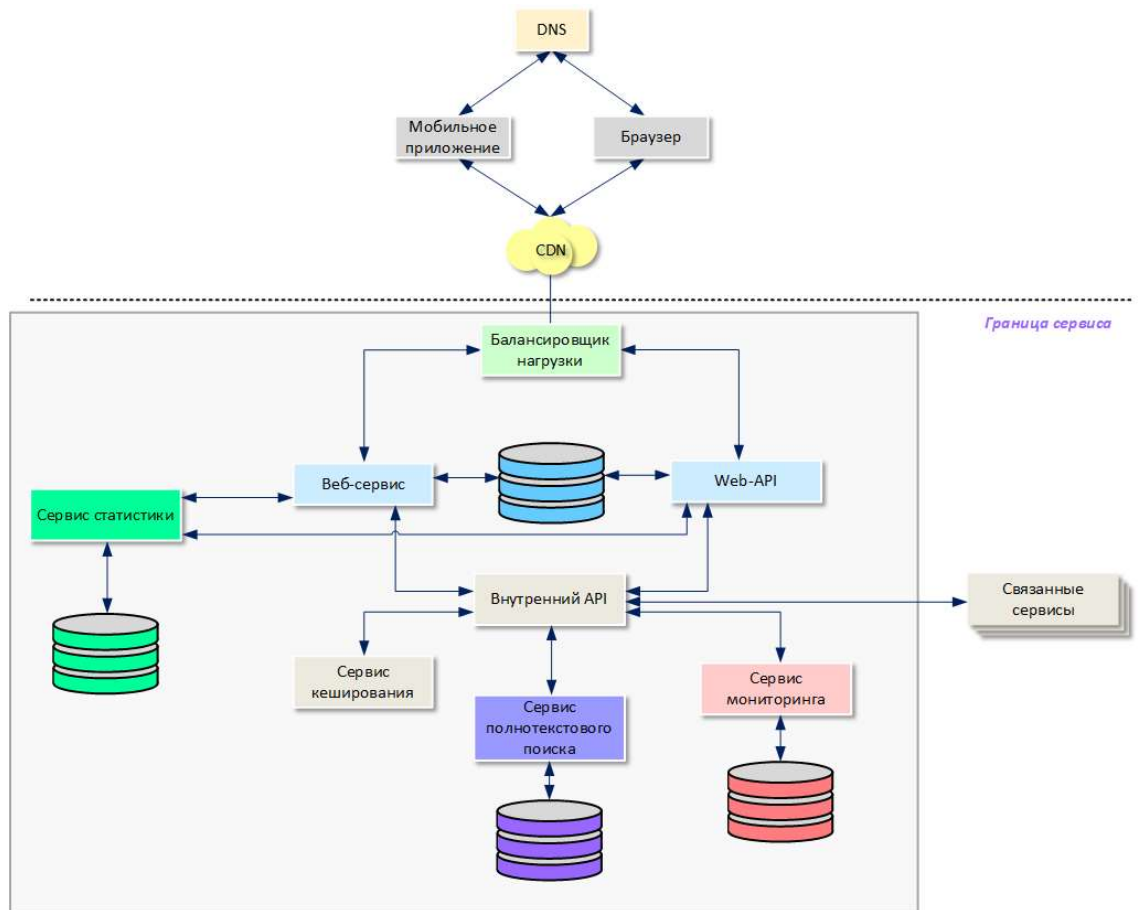 DNS
Мобильное
приложение
Браузер
CDN
Граница сервиса
Балансировщик
нагрузки
Веб-сервис
Web-API
Сервис статистики
Внутренний API
Связанные
сервисы
Сервис
кеширования
Сервис
мониторинга
Сервис
полнотекстового
поиска